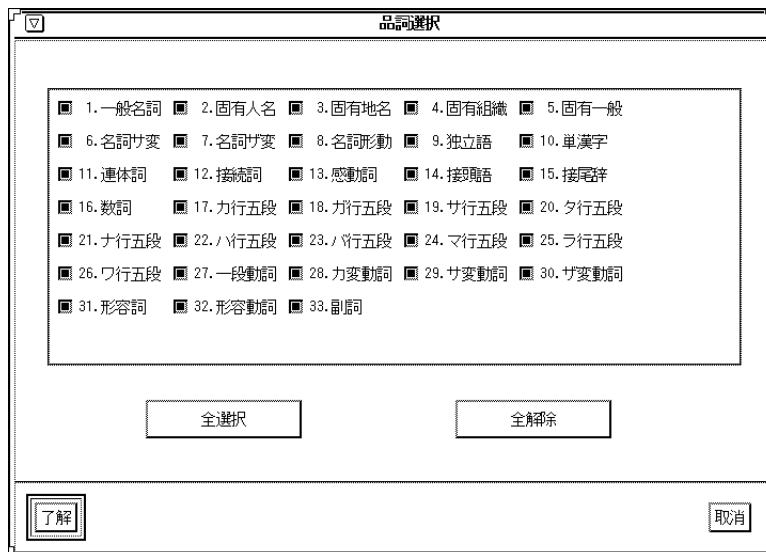 品詞選択
1.一般名詞 2.固有人名 3.固有地名 4.固有組織 5.固有一般
6.名詞サ変 7.名詞ザ変 8.名詞形動 9.独立語 10.単漢字
11.連体詞 12.接続詞 13.感動詞 14.接頭語 15.接尾辞
16.数詞 17.カ行五段 18.ガ行五段 19.サ行五段 20.タ行五段
21.ナ行五段 22.ハ行五段 23.バ行五段 24.マ行五段 25.ラ行五段
26.ワ行五段 27.一段動詞 28.カ変動詞 29.サ変動詞 30.ザ変動詞
31.形容詞 32.形容動詞 33.副詞
全選択 全解除
了解 取消